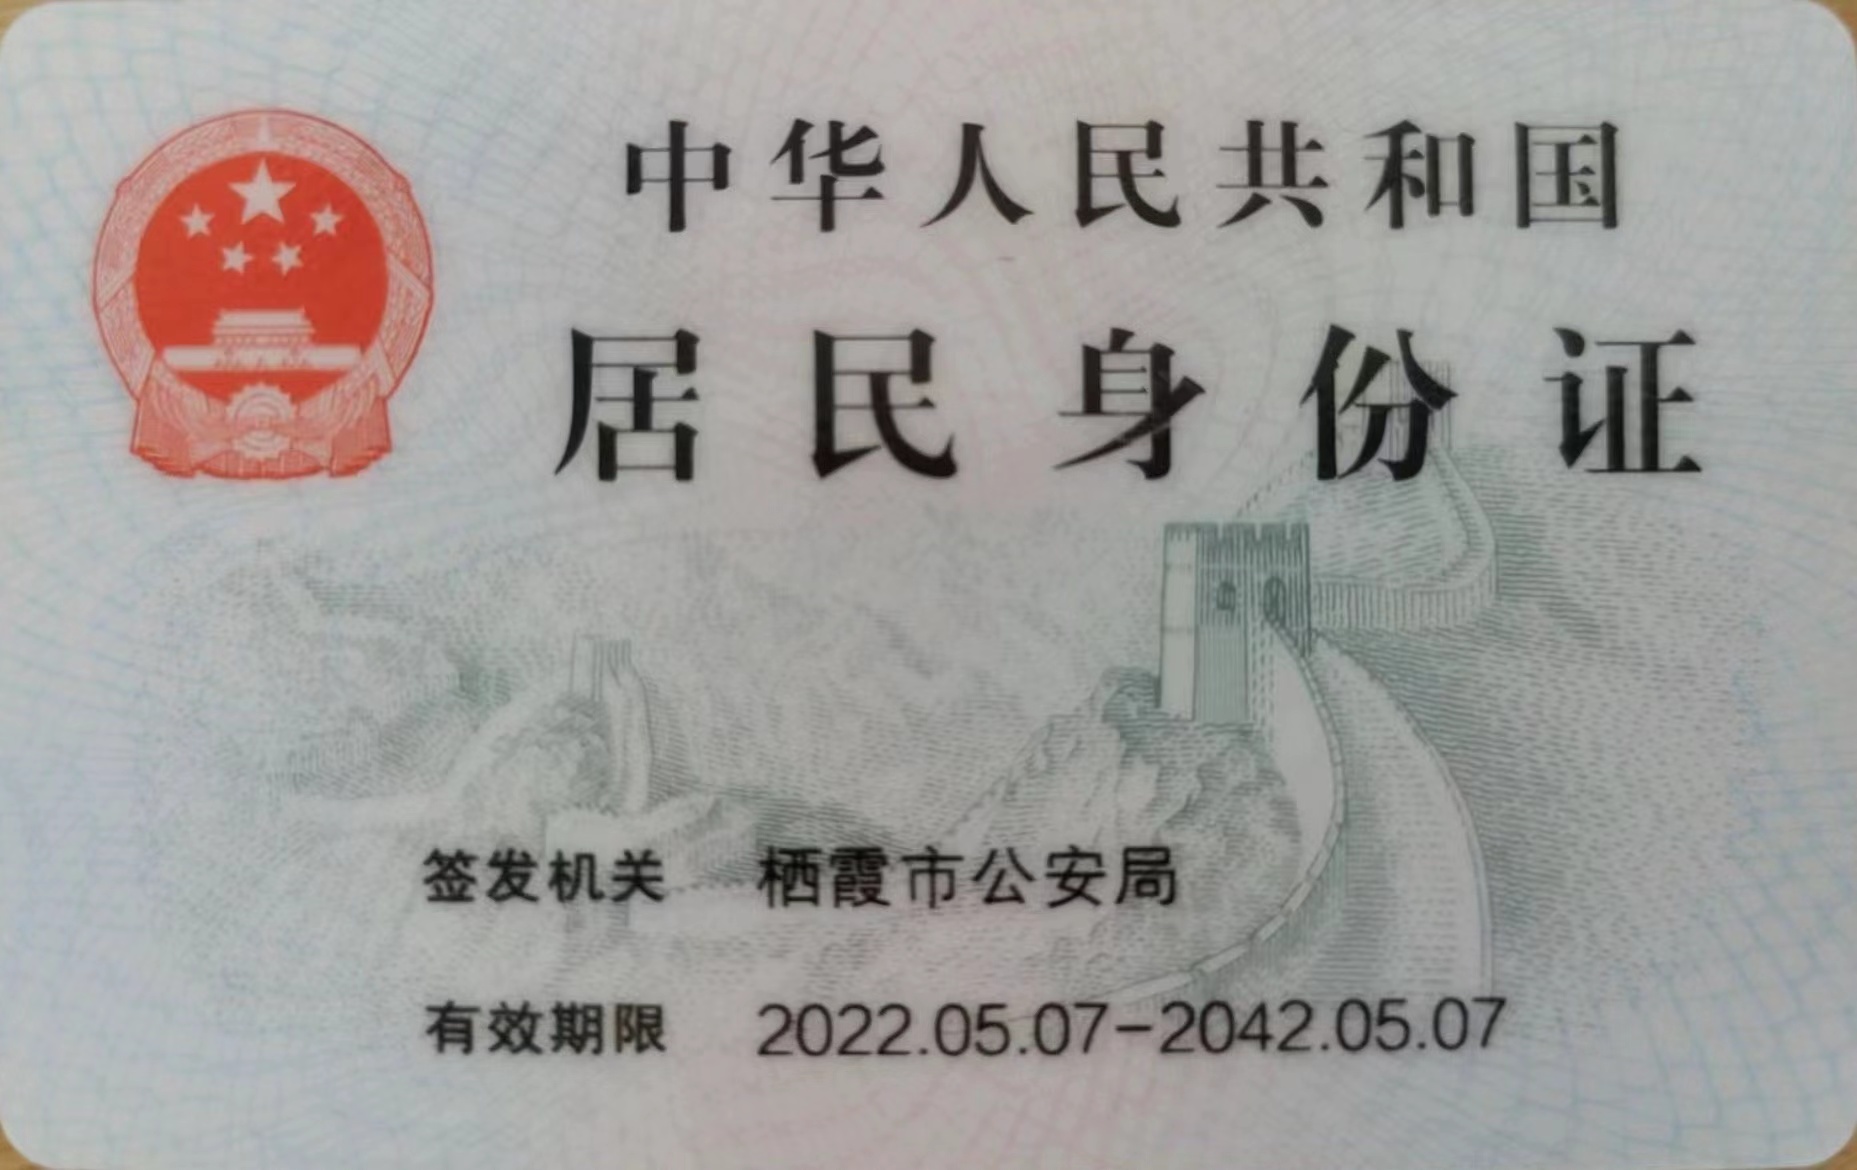 中华人民共和国
居民身份证
签发机关 栖霞市公安局
有效期限 2022.05.07-2042.05.07